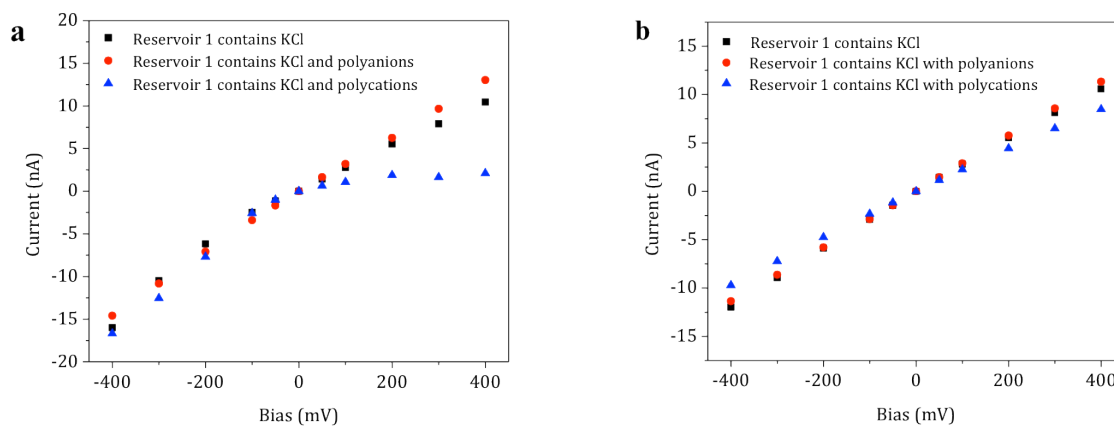 a
Reservoir 1 contains KCl
Reservoir 1 contains KCl and polyanions
Reservoir 1 contains KCl and polycations
20
15
10
5
0
-5
-10
-15
-20
Current (nA)
-400
-200
0
200
400
Bias (mV)
b
Reservoir 1 contains KCl
Reservoir 1 contains KCl with polyanions
Reservoir 1 contains KCl with polycations
15
10
5
0
-5
-10
-15
Current (nA)
-400
-200
0
200
400
Bias (mV)